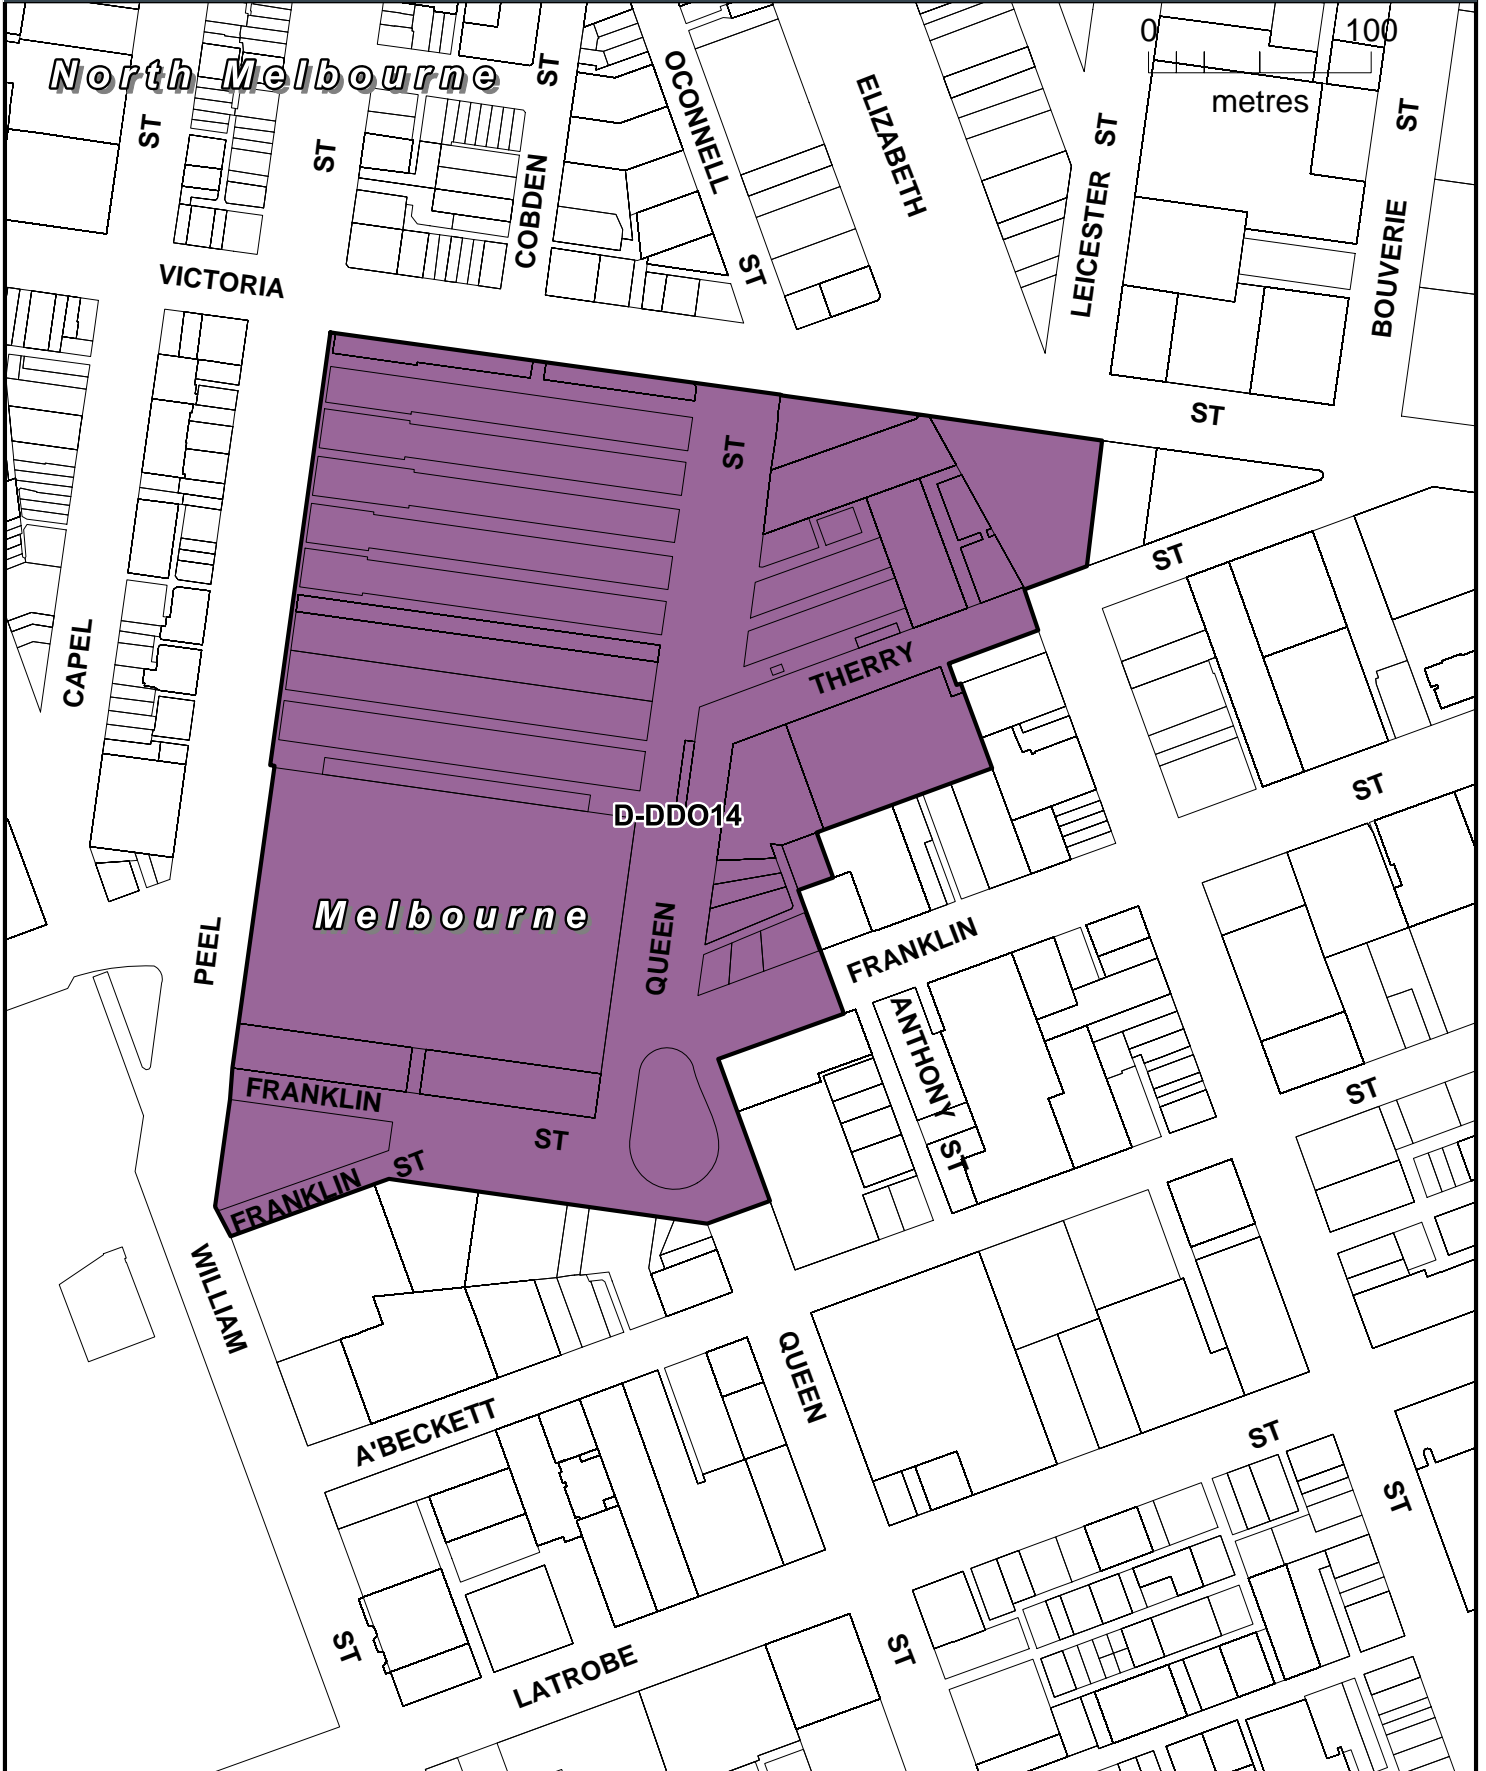 0 100
metres
North Melbourne
ST
ST
ST
OCONNELL
ELIZABETH
ST
ST
COBDEN
LEICESTER
BOUVERIE
ST
VICTORIA
ST
ST
ST
CAPEL
THERRY
ST
D-DDO14
Melbourne
PEEL
QUEEN
FRANKLIN
ANTHONY
ST
FRANKLIN
ST
ST
FRANKLIN
ST
WILLIAM
QUEEN
A'BECKETT
ST
ST
ST
ST
LATROBE